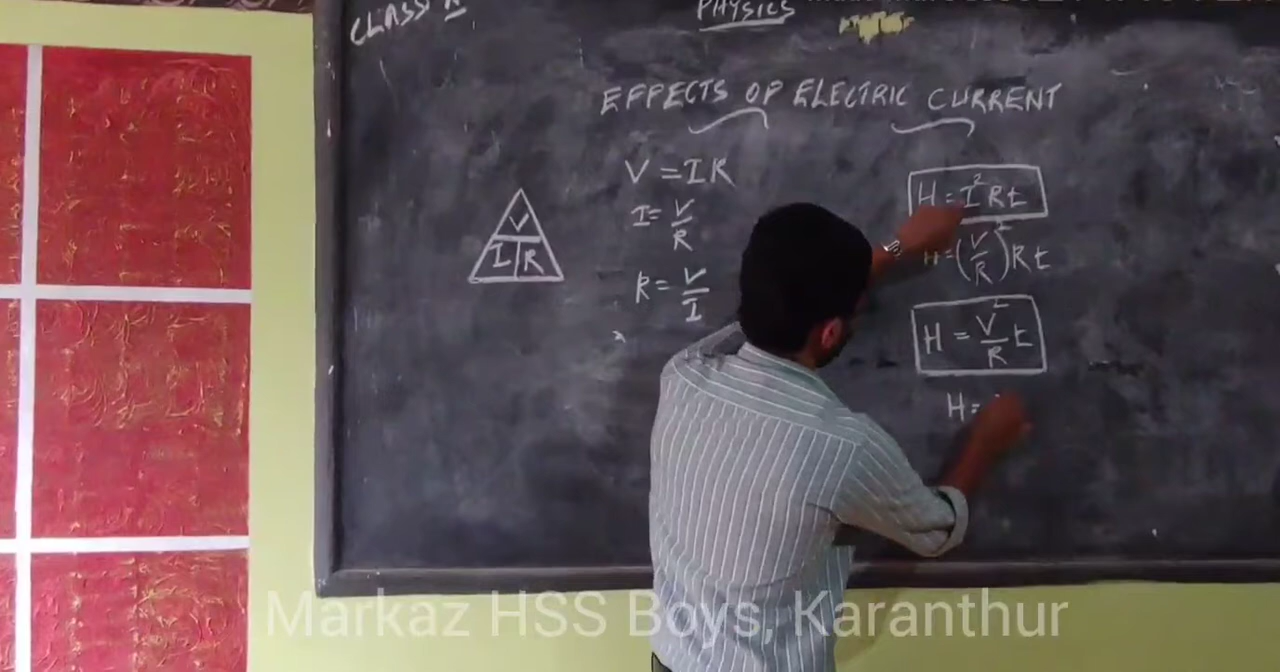 CLASS X
PHYSICS
EFFECTS OF ELECTRIC CURRENT
V = IR
I = V/R
R = V/I
V
I R
H = I²Rt
H = (V/R)²Rt
H = V²/R t
H =
Markaz HSS Boys, Karanthur